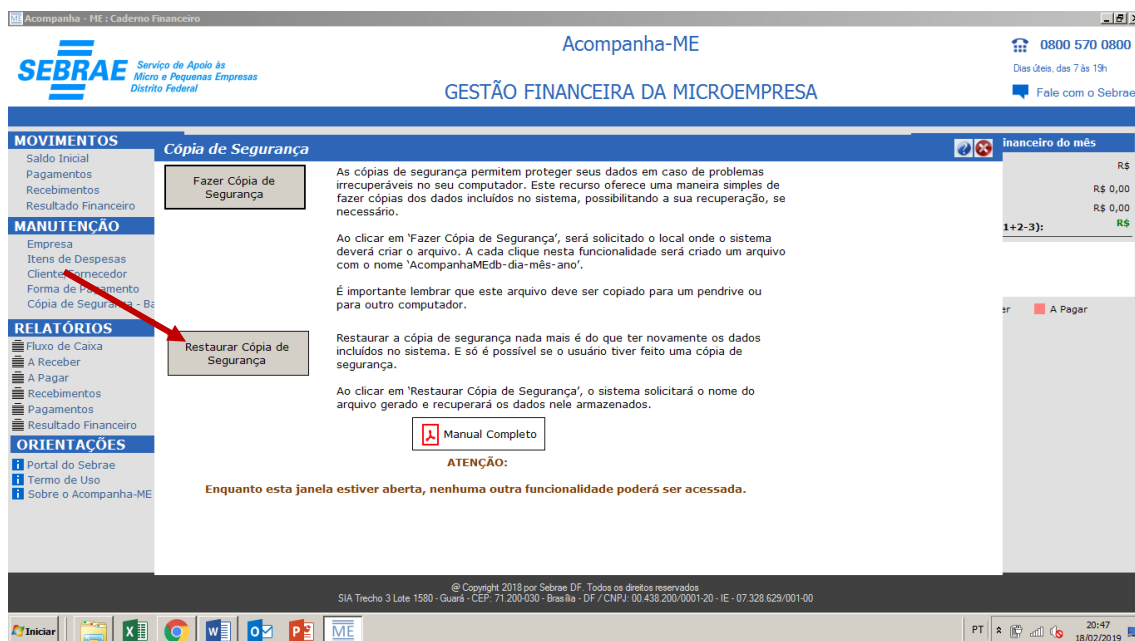 ME Acompanha - ME : Caderno Financeiro
SEBRAE
Serviço de Apoio às
Micro e Pequenas Empresas
Distrito Federal
Acompanha-ME
GESTÃO FINANCEIRA DA MICROEMPRESA
0800 570 0800
Dias úteis, das 7 às 19h
Fale com o Sebrae
MOVIMENTOS
Saldo Inicial
Pagamentos
Recebimentos
Resultado Financeiro
MANUTENÇÃO
Empresa
Itens de Despesas
Cliente/Fornecedor
Forma de Pagamento
Cópia de Segurança - Ba
RELATÓRIOS
Fluxo de Caixa
A Receber
A Pagar
Recebimentos
Pagamentos
Resultado Financeiro
ORIENTAÇÕES
Portal do Sebrae
Termo de Uso
Sobre o Acompanha-ME
Cópia de Segurança
Fazer Cópia de
Segurança
As cópias de segurança permitem proteger seus dados em caso de problemas
irrecuperáveis no seu computador. Este recurso oferece uma maneira simples de
fazer cópias dos dados incluídos no sistema, possibilitando a sua recuperação, se
necessário.
Ao clicar em 'Fazer Cópia de Segurança', será solicitado o local onde o sistema
deverá criar o arquivo. A cada clique nesta funcionalidade será criado um arquivo
com o nome 'AcompanhaMEdb-dia-mês-ano'.
É importante lembrar que este arquivo deve ser copiado para um pendrive ou
para outro computador.
Restaurar Cópia de
Segurança
Restaurar a cópia de segurança nada mais é do que ter novamente os dados
incluídos no sistema. E só é possível se o usuário tiver feito uma cópia de
segurança.
Ao clicar em 'Restaurar Cópia de Segurança', o sistema solicitará o nome do
arquivo gerado e recuperará os dados nele armazenados.
Manual Completo
ATENÇÃO:
Enquanto esta janela estiver aberta, nenhuma outra funcionalidade poderá ser acessada.
inanceiro do mês
R$
R$ 0,00
R$ 0,00
1+2-3): R$
er A Pagar
@ Copyright 2018 por Sebrae DF. Todos os direitos reservados
SIA Trecho 3 Lote 1580 - Guará - CEP: 71.200-030 - Brasília - DF / CNPJ: 00.438.200/0001-20 - IE - 07.328.629/001-00
Iniciar
ME
PT
20:47
18/02/2019